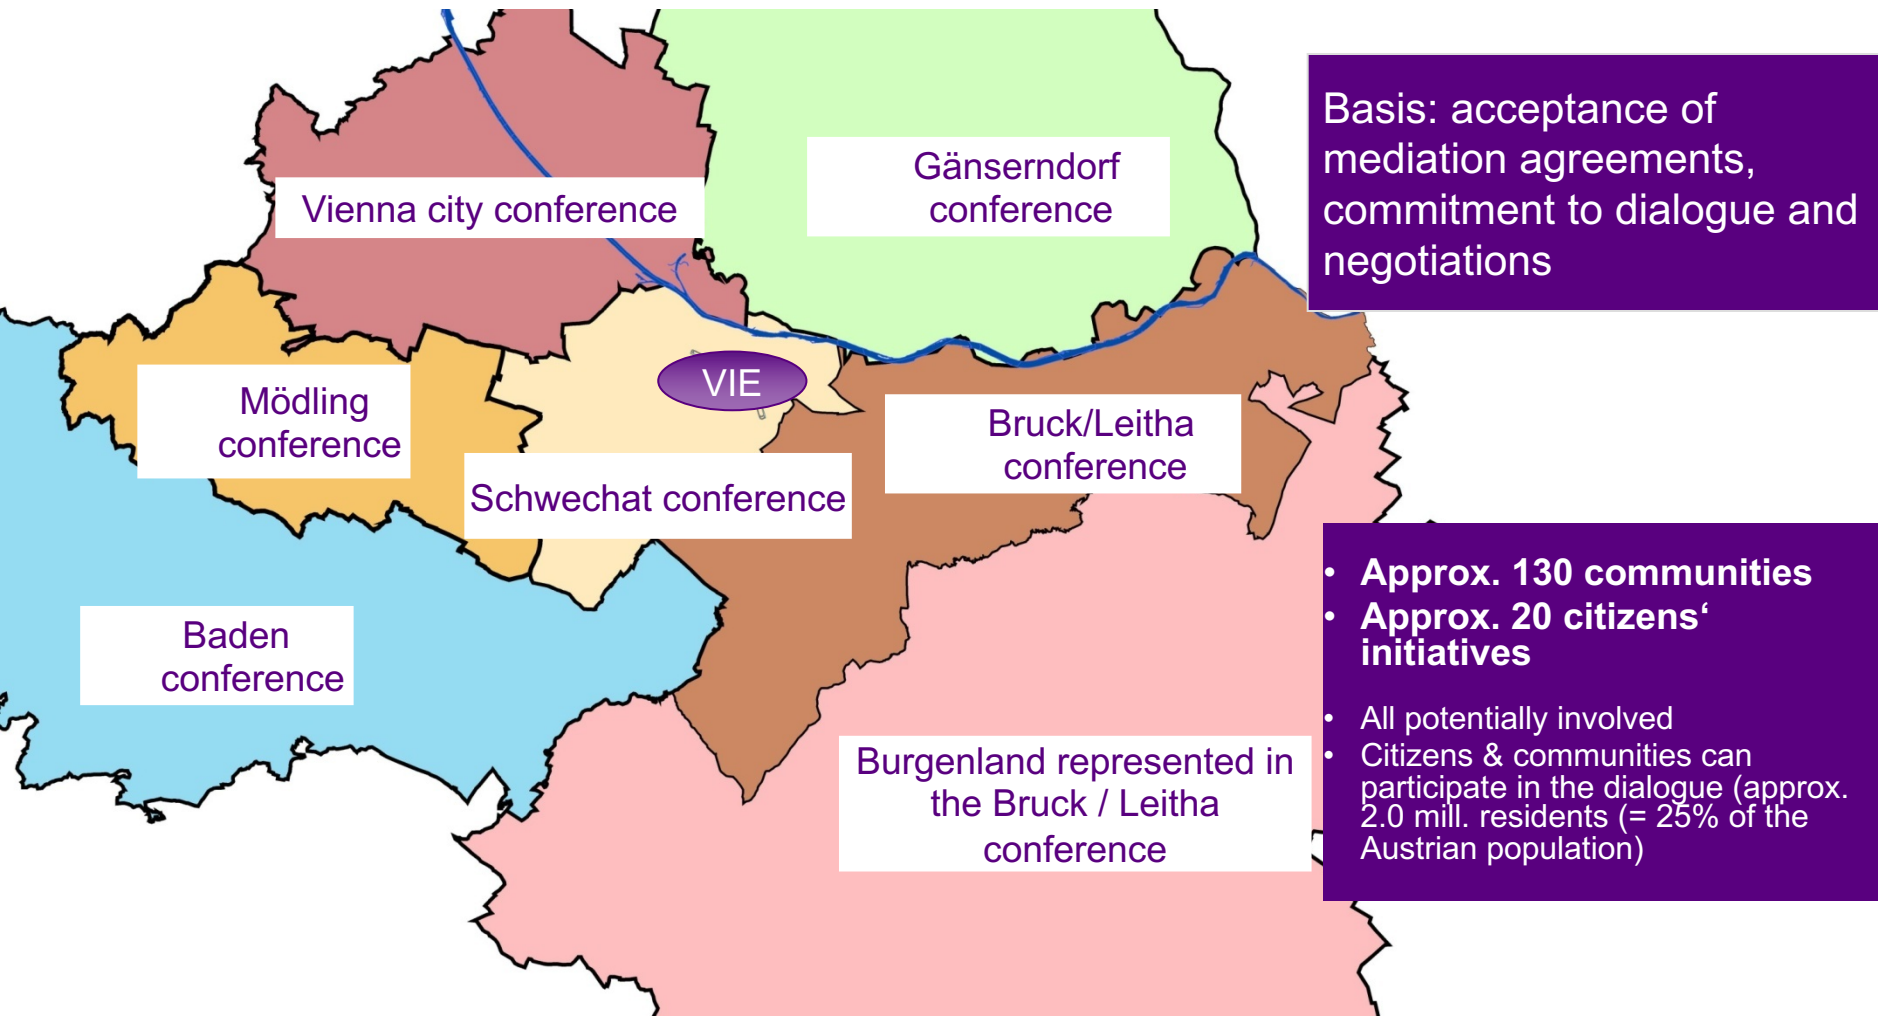 Vienna city conference
Gänserndorf
conference
Basis: acceptance of
mediation agreements,
commitment to dialogue and
negotiations
VIE
Mödling
conference
Bruck/Leitha
conference
Schwechat conference
Baden
conference
Burgenland represented in
the Bruck / Leitha
conference
• Approx. 130 communities
• Approx. 20 citizens‘
initiatives
• All potentially involved
• Citizens & communities can
participate in the dialogue (approx.
2.0 mill. residents (= 25% of the
Austrian population)